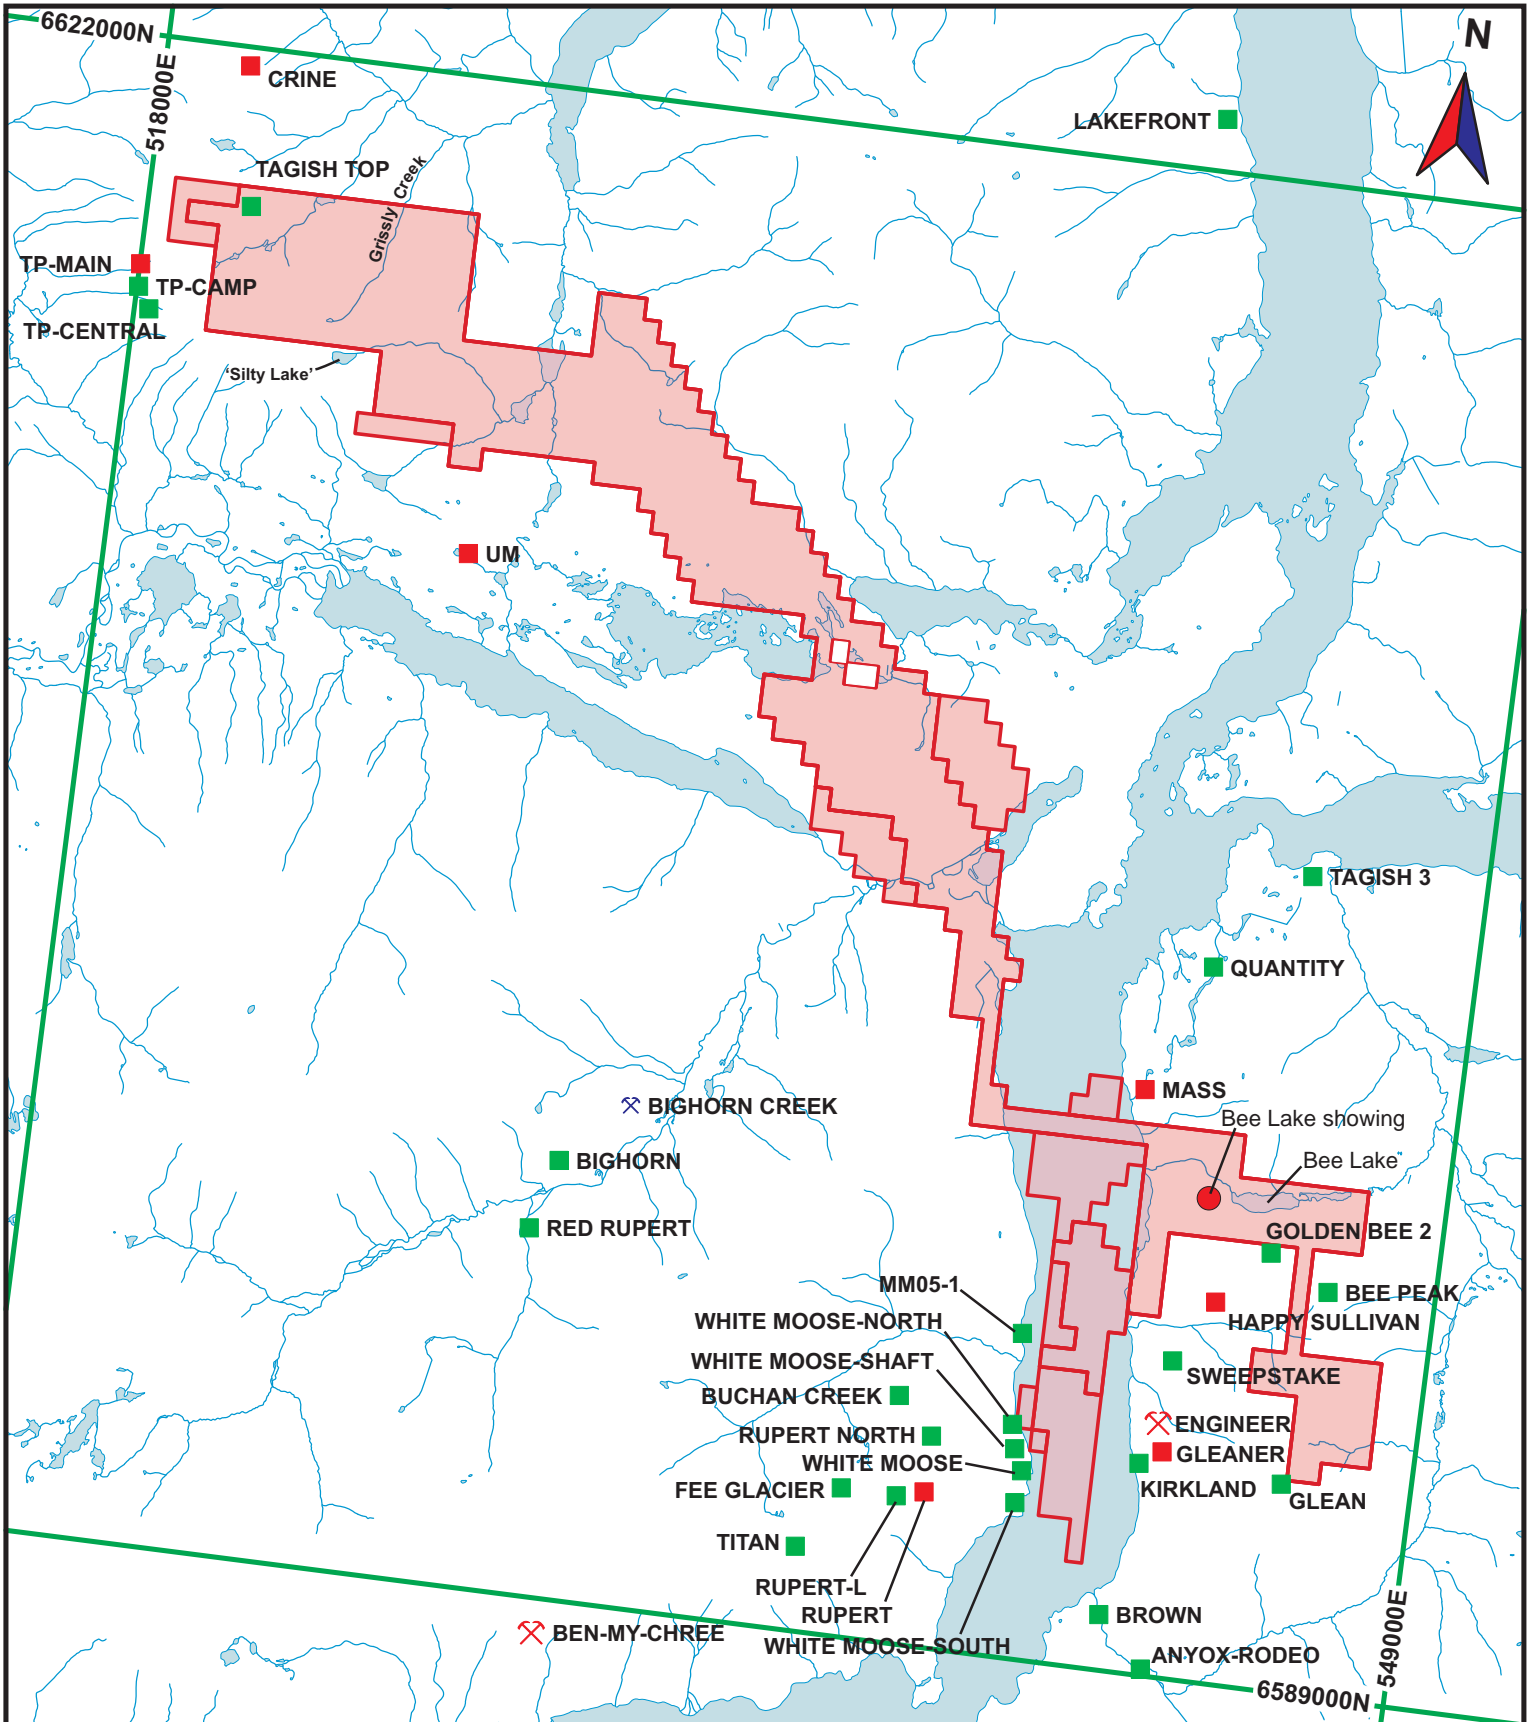 6622000N
N
518000E
CRINE
LAKEFRONT
TAGISH TOP
Grissly Creek
TP-MAIN
TP-CAMP
TP-CENTRAL
'Silty Lake'
UM
TAGISH 3
QUANTITY
MASS
BIGHORN CREEK
Bee Lake showing
BIGHORN
Bee Lake
RED RUPERT
GOLDEN BEE 2
MM05-1
BEE PEAK
WHITE MOOSE-NORTH
HAPPY SULLIVAN
WHITE MOOSE-SHAFT
SWEEPSTAKE
BUCHAN CREEK
ENGINEER
RUPERT NORTH
GLEANER
WHITE MOOSE
FEE GLACIER
KIRKLAND
GLEAN
TITAN
RUPERT-L
RUPERT
BROWN
BEN-MY-CHREE
WHITE MOOSE-SOUTH
ANYOX-RODEO
549000E
6589000N